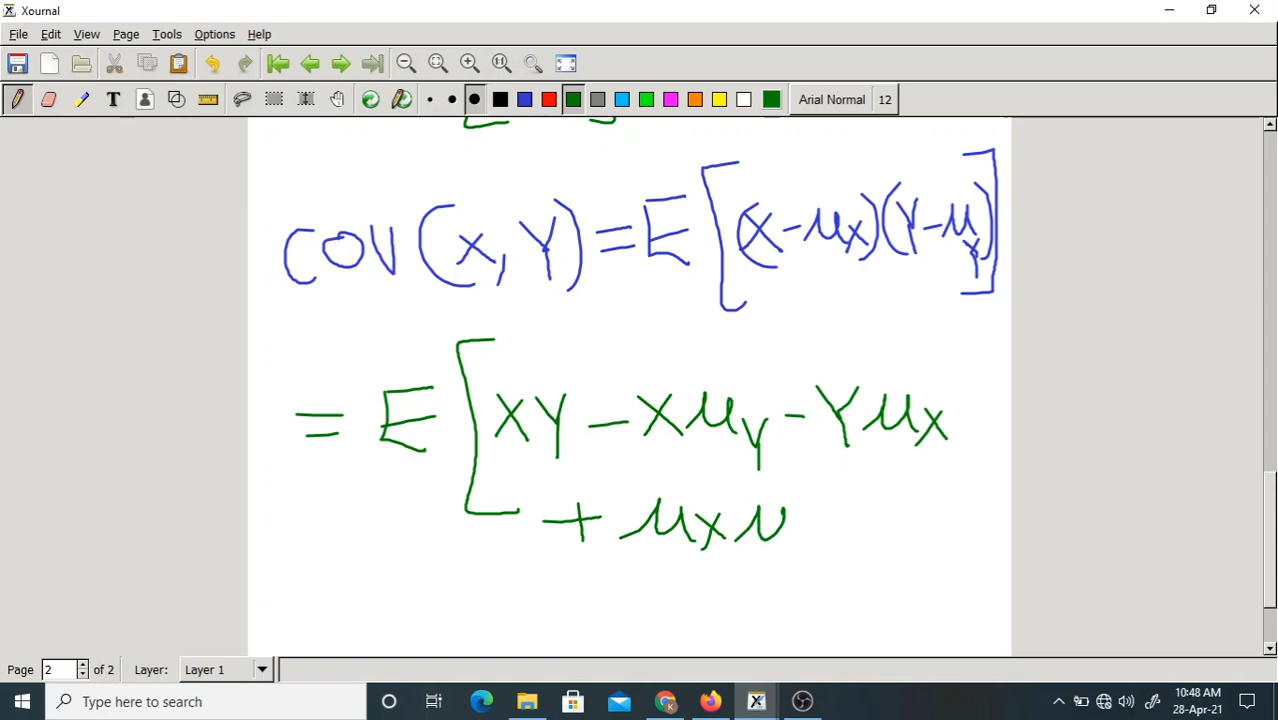 Xournal
File Edit View Page Tools Options Help
T Arial Normal 12
COV(X, Y) = E[(X - μX)(Y - μY)]
= E[XY - XμY - YμX
+ μXμ
Page 2 of 2 Layer: Layer 1
Type here to search
10:48 AM
28-Apr-21